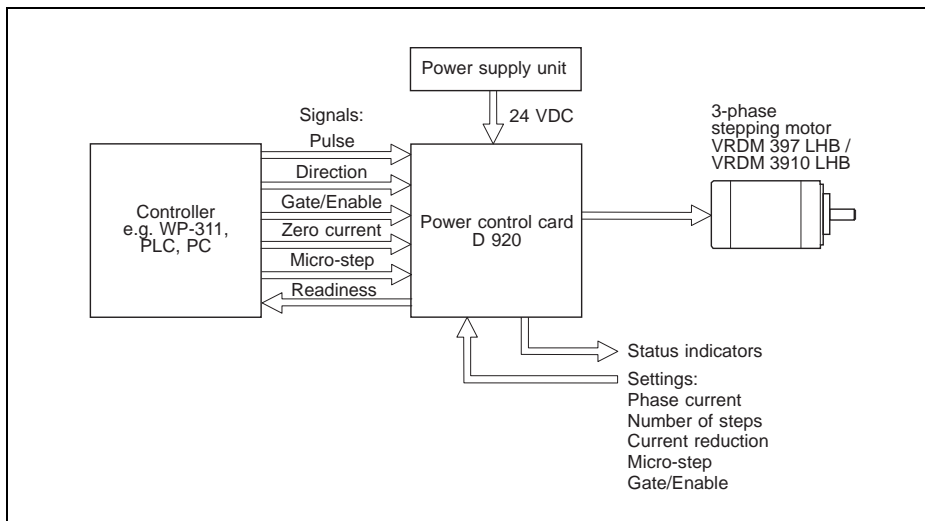 Power supply unit
24 VDC
Signals:
Pulse
Direction
Gate/Enable
Zero current
Micro-step
Readiness
Controller
e.g. WP-311,
PLC, PC
Power control card
D 920
3-phase
stepping motor
VRDM 397 LHB /
VRDM 3910 LHB
Status indicators
Settings:
Phase current
Number of steps
Current reduction
Micro-step
Gate/Enable